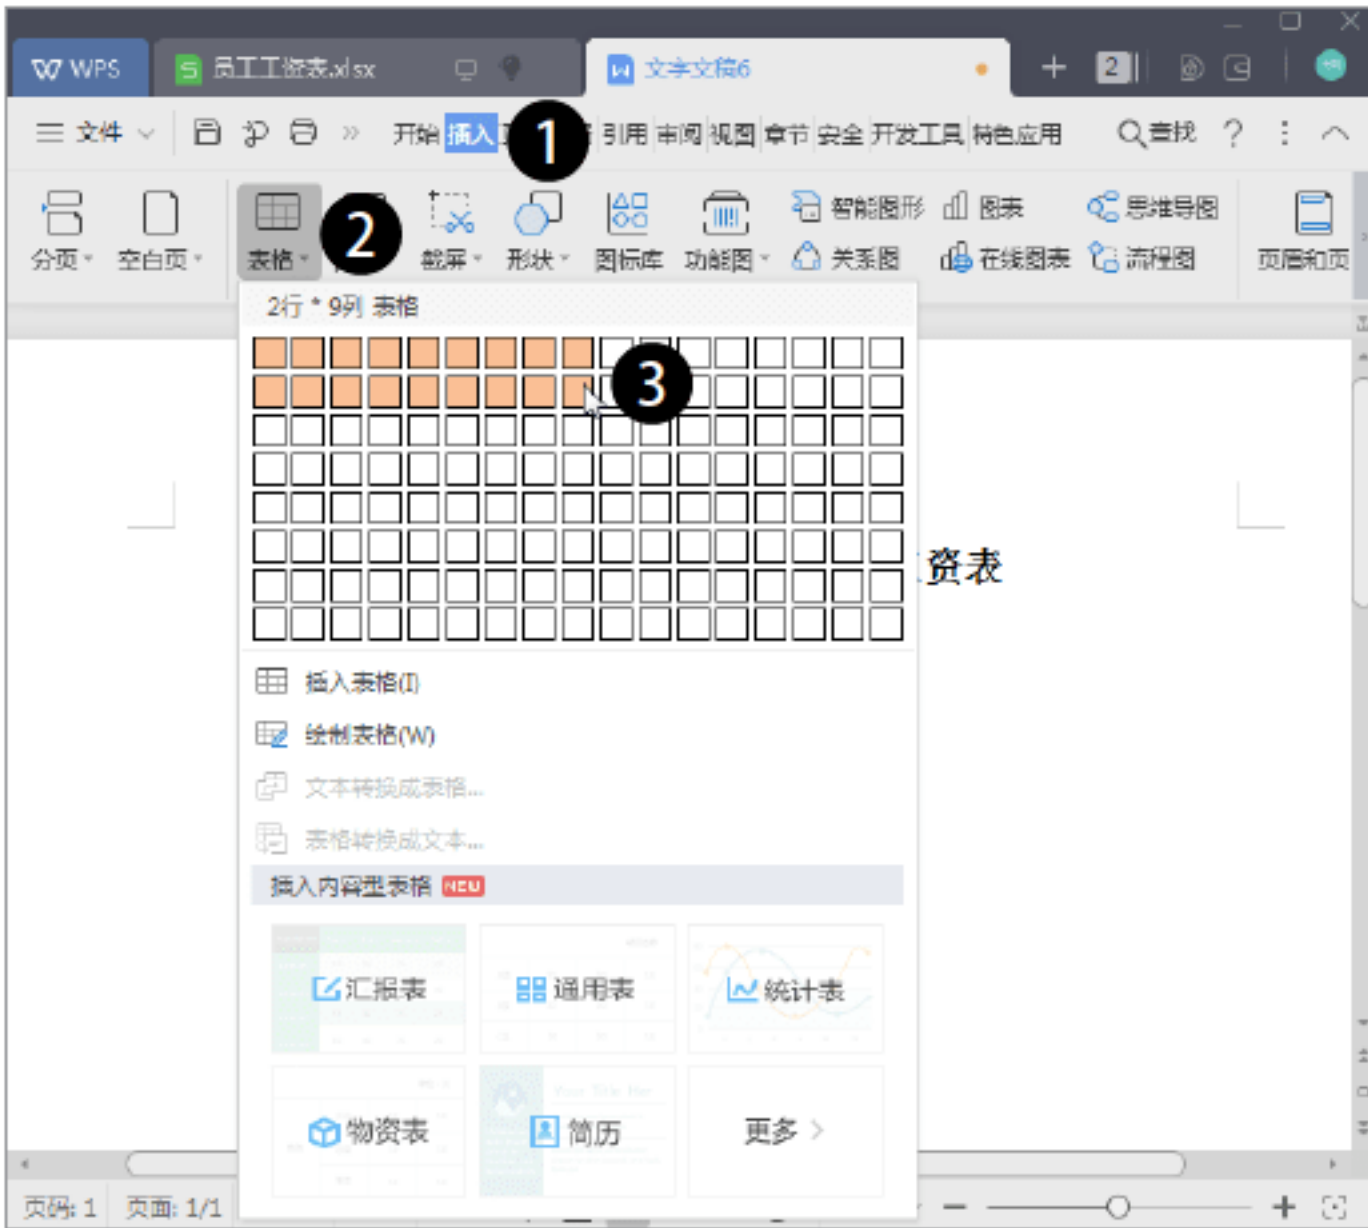 WPS 员工工资表.xlsx 文字文稿6 2
文件 开始 插入 1 引用 审阅 视图 章节 安全 开发工具 特色应用 查找
智能图形 图表 思维导图
分页 空白页 表格 2 截屏 形状 图标库 功能图 关系图 在线图表 流程图 页眉和页
2行 * 9列 表格
3
资表
插入表格(I)
绘制表格(W)
文本转换成表格...
表格转换成文本...
插入内容型表格 NEW
汇报表 通用表 统计表
Your Title Her
物资表 简历 更多
页码: 1 页面: 1/1